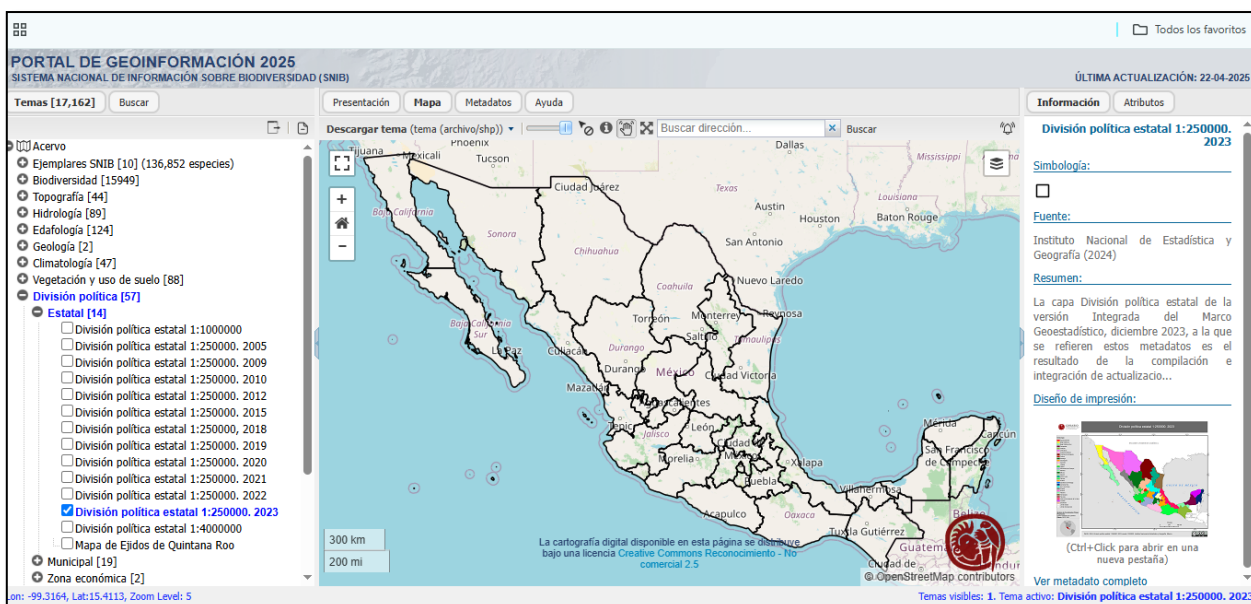 Todos los favoritos
PORTAL DE GEOINFORMACIÓN 2025
SISTEMA NACIONAL DE INFORMACIÓN SOBRE BIODIVERSIDAD (SNIB)
ÚLTIMA ACTUALIZACIÓN: 22-04-2025
Temas [17,162]
Buscar
Presentación
Mapa
Metadatos
Ayuda
Información
Atributos
Acervo
Ejemplares SNIB [10] (136,852 especies)
Biodiversidad [15949]
Topografía [44]
Hidrología [89]
Edafología [124]
Geología [2]
Climatología [47]
Vegetación y uso de suelo [88]
División política [57]
Estatal [14]
División política estatal 1:1000000
División política estatal 1:250000. 2005
División política estatal 1:250000. 2009
División política estatal 1:250000. 2010
División política estatal 1:250000. 2012
División política estatal 1:250000. 2015
División política estatal 1:250000, 2018
División política estatal 1:250000. 2019
División política estatal 1:250000. 2020
División política estatal 1:250000. 2021
División política estatal 1:250000. 2022
División política estatal 1:250000. 2023
División política estatal 1:4000000
Mapa de Ejidos de Quintana Roo
Municipal [19]
Zona económica [2]
Descargar tema (tema (archivo/shp))
Buscar dirección...
Buscar
Phoenix
Dallas
Tijuana
Mexicali
Tucson
Mississippi
Ciudad Juárez
Texas
Austin
Louisiana
Houston
Baton Rouge
Baja California
Sonora
San Antonio
Chihuahua
Nuevo Laredo
Coahuila
Torreón
Monterrey
Reynosa
Baja California Sur
Saltillo
Tamaulipas
La Paz
Culiacán
Durango
Durango
México
Ciudad Victoria
Mazatlán
Aguascalientes
Tepic
León
Jalisco
Ciudad de México
Mérida
Cancún
San Francisco de Campeche
Morelia
Xalapa
Puebla
Villahermosa
Acapulco
Oaxaca
Tuxtla Gutiérrez
Belize
Guatemala
Ciudad de
300 km
200 mi
La cartografía digital disponible en esta página se distribuye
bajo una licencia Creative Commons Reconocimiento - No
comercial 2.5
© OpenStreetMap contributors
División política estatal 1:250000.
2023
Simbología:
Fuente:
Instituto Nacional de Estadística y
Geografía (2024)
Resumen:
La capa División política estatal de la
versión Integrada del Marco
Geoestadístico, diciembre 2023, a la que
se refieren estos metadatos es el
resultado de la compilación e
integración de actualizacio...
Diseño de impresión:
(Ctrl+Click para abrir en una
nueva pestaña)
Ver metadato completo
Lon: -99.3164, Lat:15.4113, Zoom Level: 5
Temas visibles: 1. Tema activo: División política estatal 1:250000. 2023